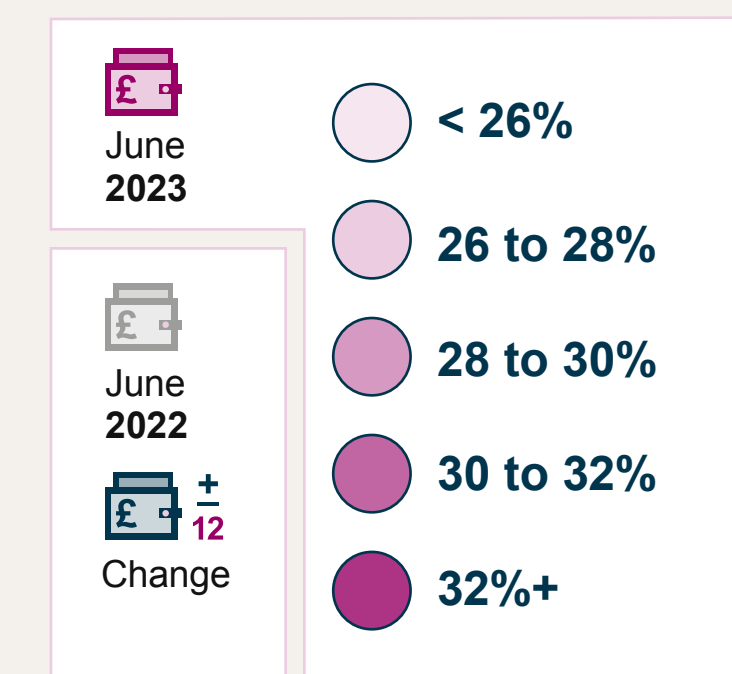 £
June
2023
£
June
2022
£
+
12
Change
< 26%
26 to 28%
28 to 30%
30 to 32%
32%+